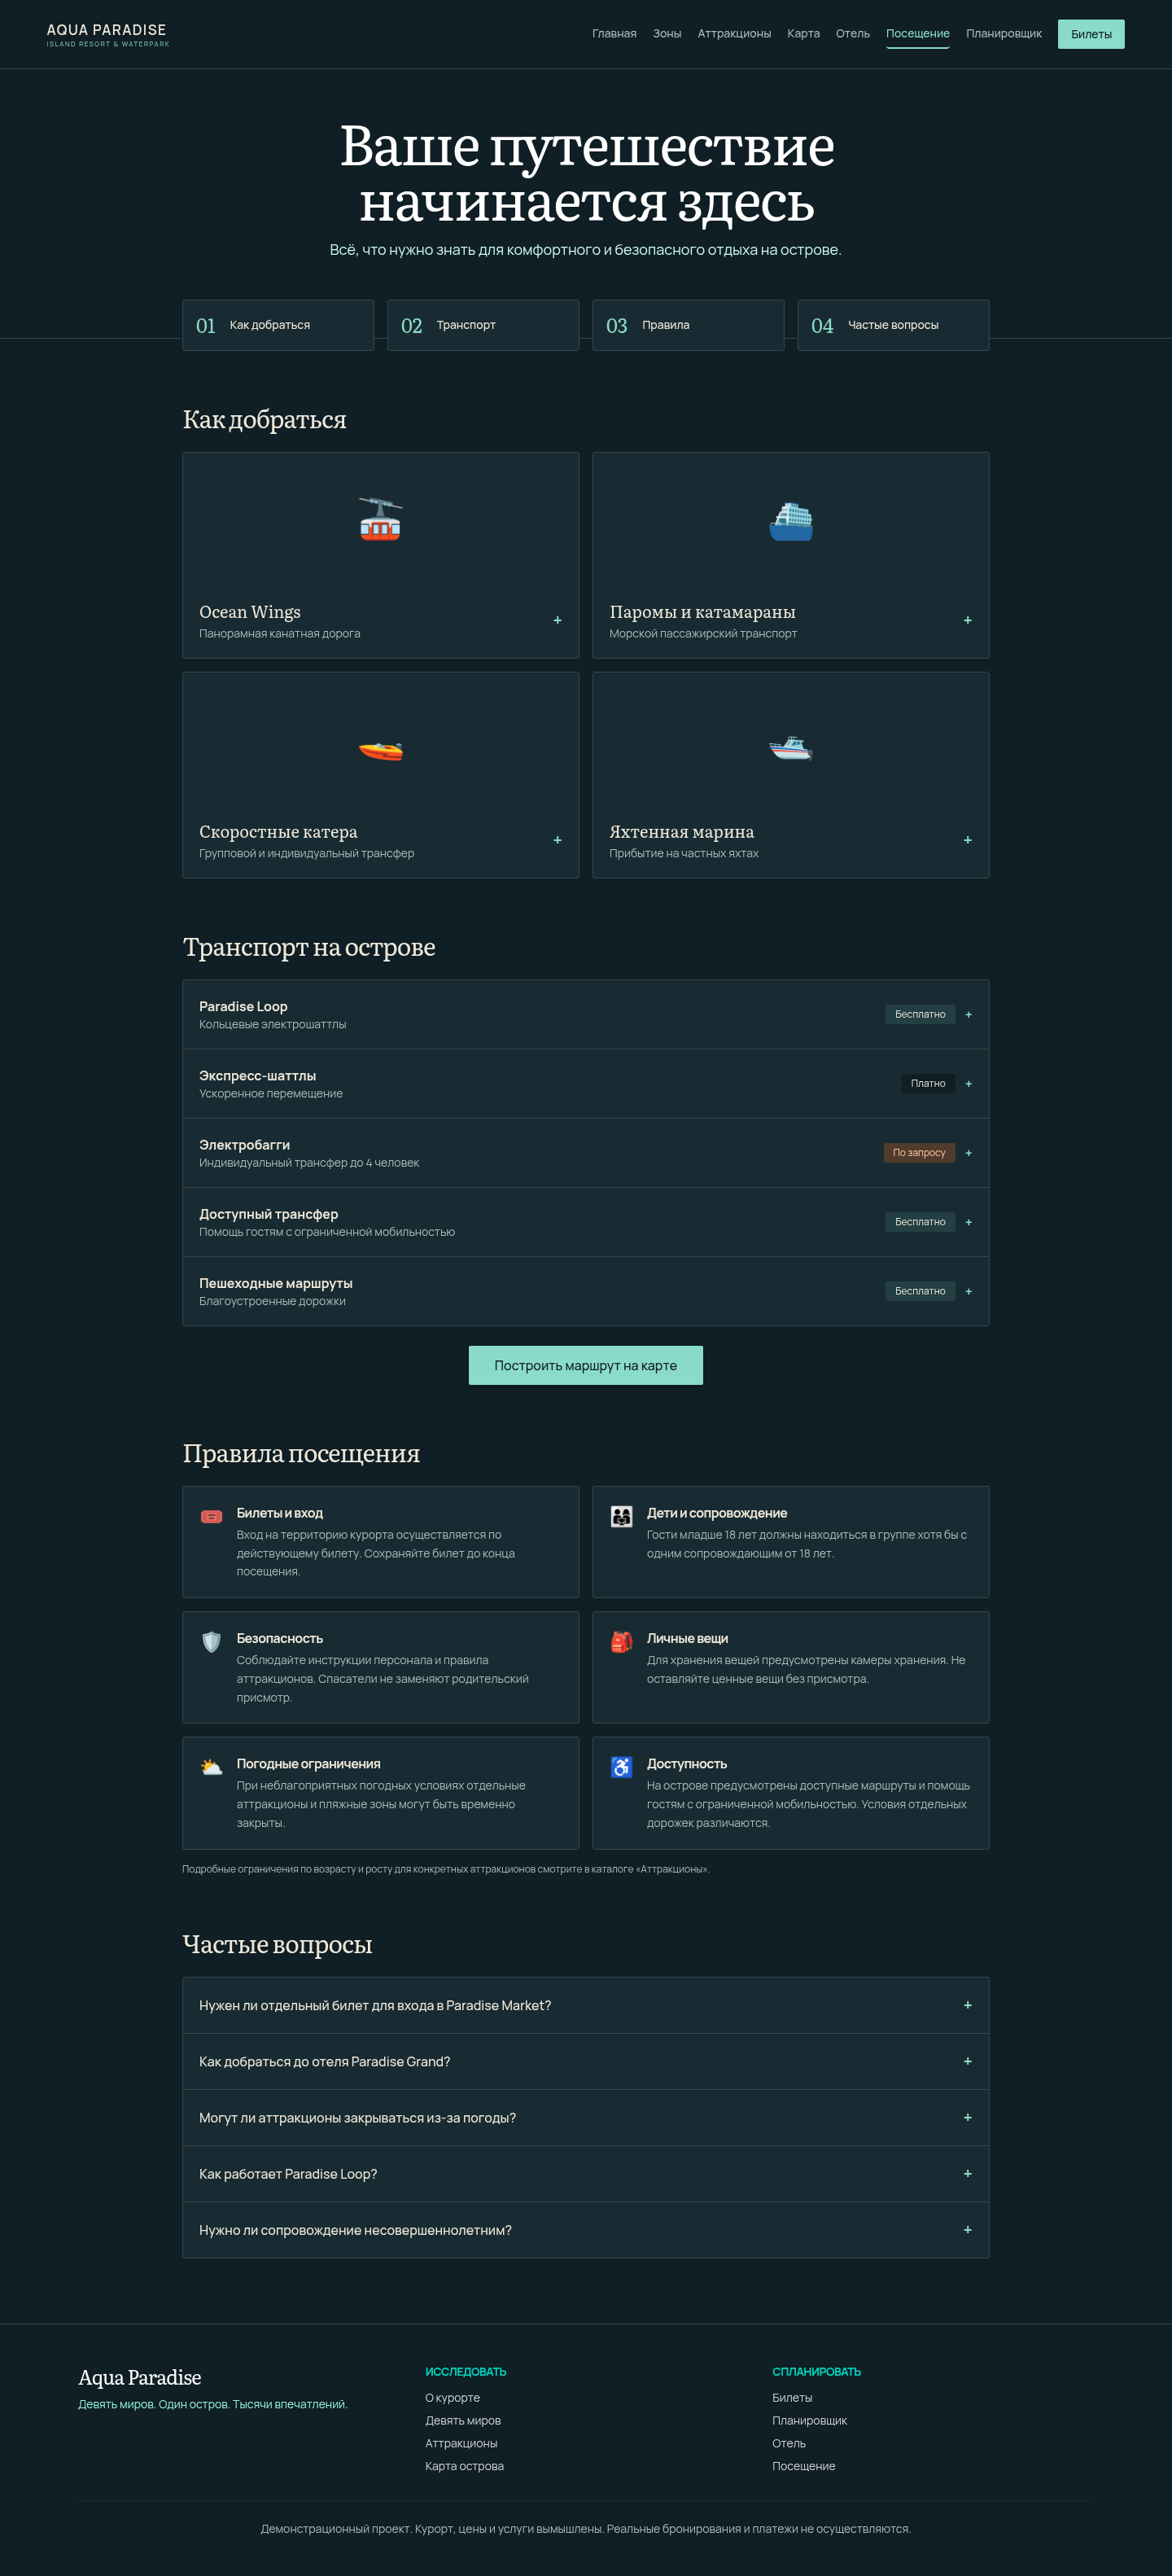 AQUA PARADISE
ISLAND RESORT & WATERPARK
Главная Зоны Аттракционы Карта Отель Посещение Планировщик Билеты
Ваше путешествие
начинается здесь
Всё, что нужно знать для комфортного и безопасного отдыха на острове.
01 Как добраться 02 Транспорт 03 Правила 04 Частые вопросы
Как добраться
Ocean Wings
Панорамная канатная дорога
+
Паромы и катамараны
Морской пассажирский транспорт
+
Скоростные катера
Групповой и индивидуальный трансфер
+
Яхтенная марина
Прибытие на частных яхтах
+
Транспорт на острове
Paradise Loop
Кольцевые электрошаттлы
Бесплатно +
Экспресс-шаттлы
Ускоренное перемещение
Платно +
Электробагги
Индивидуальный трансфер до 4 человек
По запросу +
Доступный трансфер
Помощь гостям с ограниченной мобильностью
Бесплатно +
Пешеходные маршруты
Благоустроенные дорожки
Бесплатно +
Построить маршрут на карте
Правила посещения
Билеты и вход
Вход на территорию курорта осуществляется по
действующему билету. Сохраняйте билет до конца
посещения.
Дети и сопровождение
Гости младше 18 лет должны находиться в группе хотя бы с
одним сопровождающим от 18 лет.
Безопасность
Соблюдайте инструкции персонала и правила
аттракционов. Спасатели не заменяют родительский
присмотр.
Личные вещи
Для хранения вещей предусмотрены камеры хранения. Не
оставляйте ценные вещи без присмотра.
Погодные ограничения
При неблагоприятных погодных условиях отдельные
аттракционы и пляжные зоны могут быть временно
закрыты.
Доступность
На острове предусмотрены доступные маршруты и помощь
гостям с ограниченной мобильностью. Условия отдельных
дорожек различаются.
Подробные ограничения по возрасту и росту для конкретных аттракционов смотрите в каталоге «Аттракционы».
Частые вопросы
Нужен ли отдельный билет для входа в Paradise Market? +
Как добраться до отеля Paradise Grand? +
Могут ли аттракционы закрываться из-за погоды? +
Как работает Paradise Loop? +
Нужно ли сопровождение несовершеннолетним? +
Aqua Paradise
Девять миров. Один остров. Тысячи впечатлений.
ИССЛЕДОВАТЬ
О курорте
Девять миров
Аттракционы
Карта острова
СПЛАНИРОВАТЬ
Билеты
Планировщик
Отель
Посещение
Демонстрационный проект. Курорт, цены и услуги вымышлены. Реальные бронирования и платежи не осуществляются.